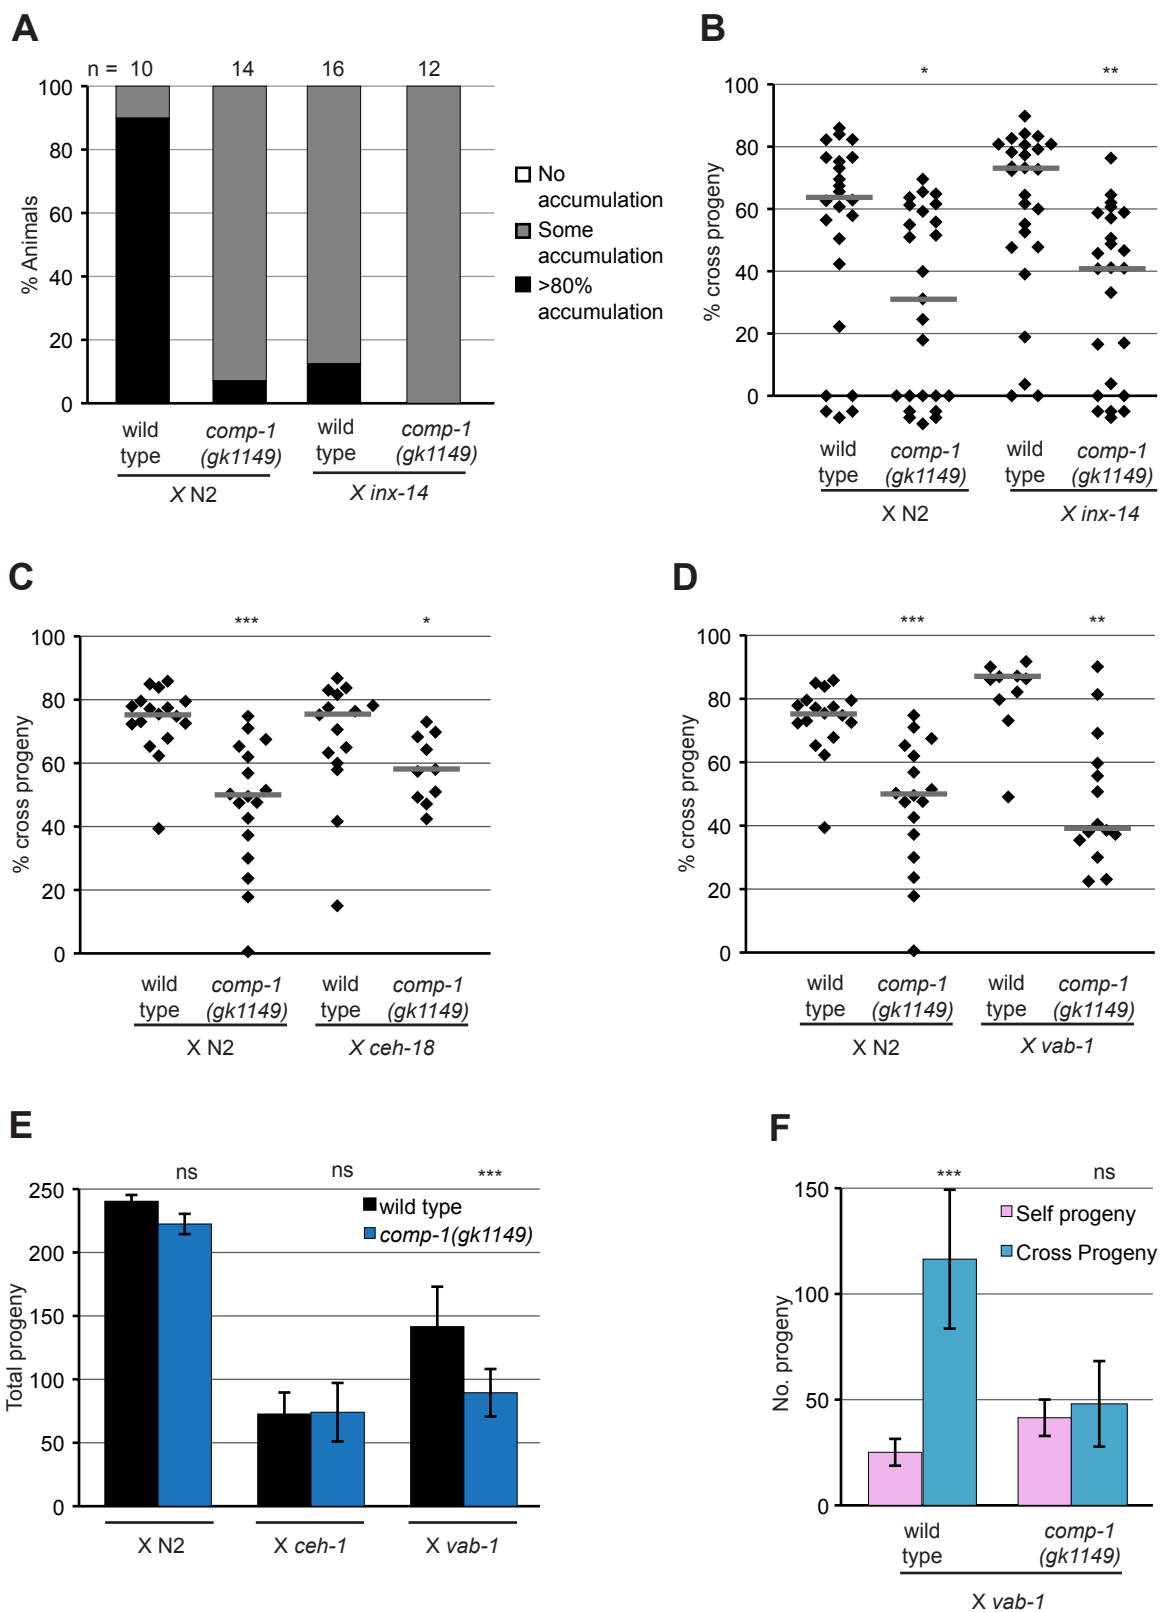 A
n = 10 14 16 12
100
80
60
40
20
0
% Animals
No
accumulation
Some
accumulation
>80%
accumulation
wild
type
comp-1
(gk1149)
wild
type
comp-1
(gk1149)
X N2
X inx-14
B
* **
100
80
60
40
20
0
% cross progeny
wild
type
comp-1
(gk1149)
wild
type
comp-1
(gk1149)
X N2
X inx-14
C
*** *
100
80
60
40
20
0
% cross progeny
wild
type
comp-1
(gk1149)
wild
type
comp-1
(gk1149)
X N2
X ceh-18
D
*** **
100
80
60
40
20
0
% cross progeny
wild
type
comp-1
(gk1149)
wild
type
comp-1
(gk1149)
X N2
X vab-1
E
ns ns ***
250
200
150
100
50
0
Total progeny
wild type
comp-1(gk1149)
X N2
X ceh-1
X vab-1
F
*** ns
150
100
50
0
No. progeny
Self progeny
Cross Progeny
wild
type
comp-1
(gk1149)
X vab-1